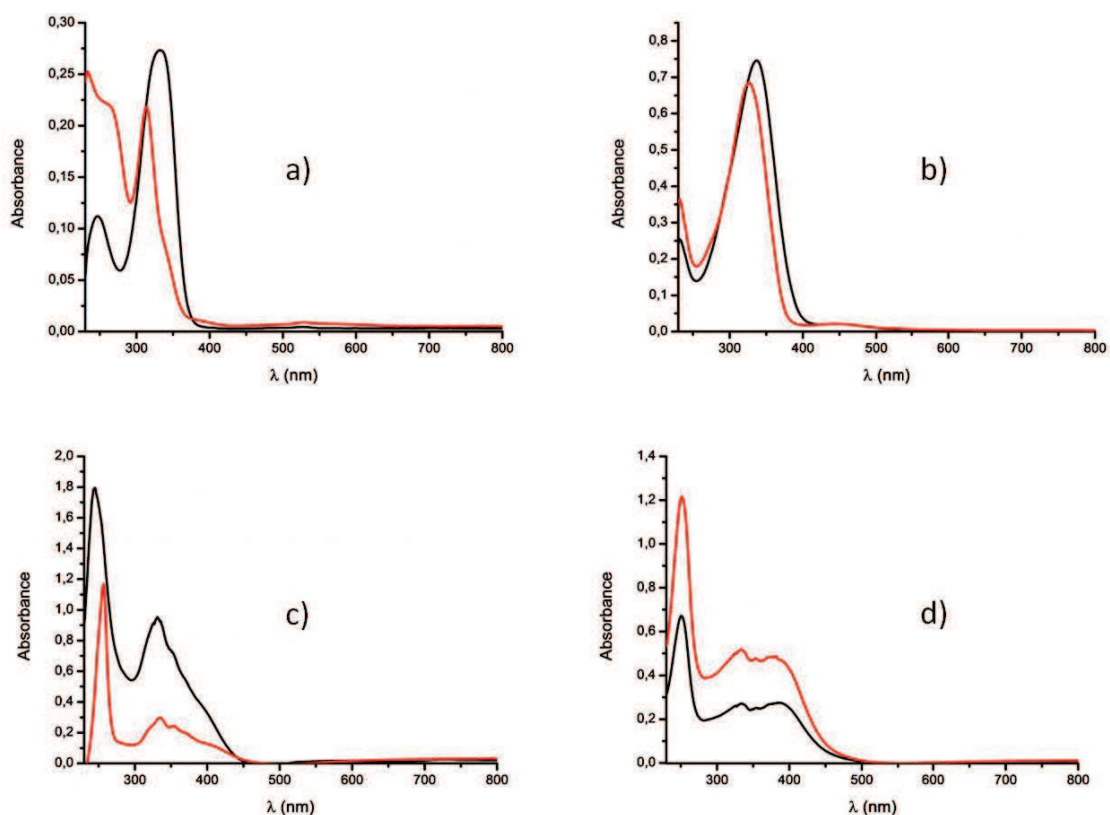 0,30
0,25
0,20
0,15
0,10
0,05
0,00
Absorbance
a)
300 400 500 600 700 800
λ (nm)
0,8
0,7
0,6
0,5
0,4
0,3
0,2
0,1
0,0
Absorbance
b)
300 400 500 600 700 800
λ (nm)
2,0
1,8
1,6
1,4
1,2
1,0
0,8
0,6
0,4
0,2
0,0
Absorbance
c)
300 400 500 600 700 800
λ (nm)
1,4
1,2
1,0
0,8
0,6
0,4
0,2
0,0
Absorbance
d)
300 400 500 600 700 800
λ (nm)